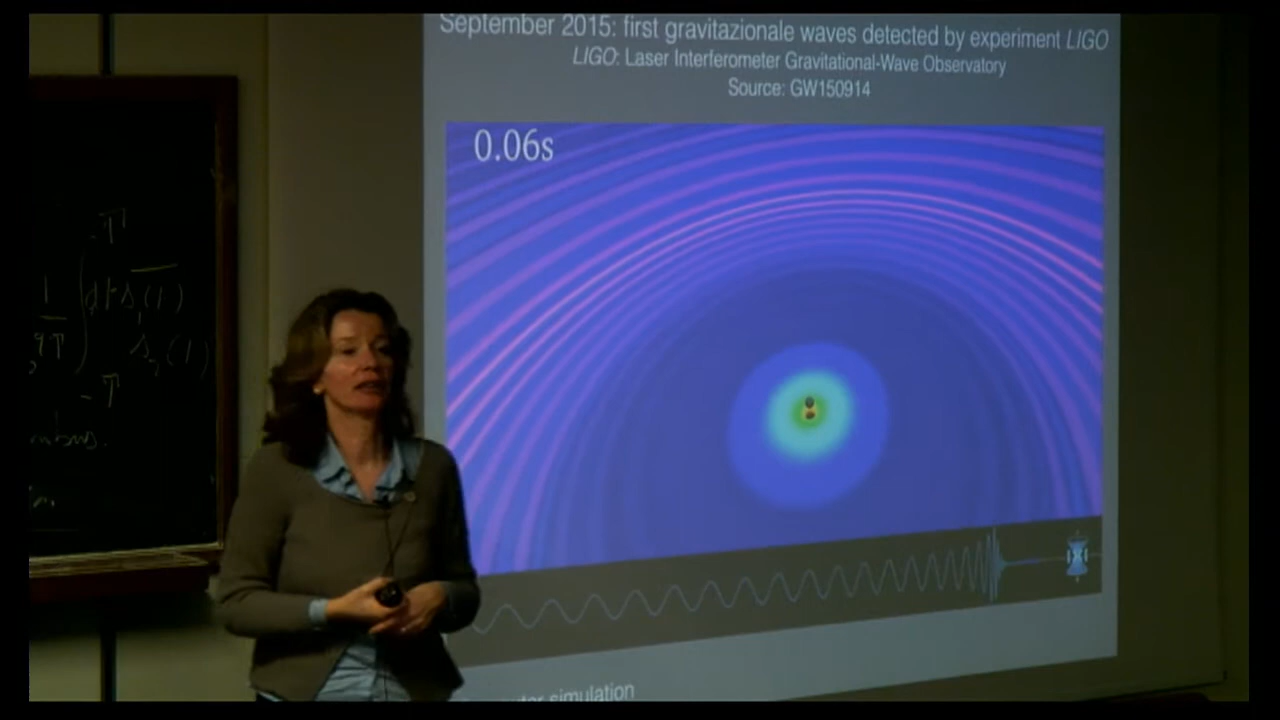 September 2015: first gravitazionale waves detected by experiment LIGO
LIGO: Laser Interferometer Gravitational-Wave Observatory
Source: GW150914
0.06s
simulation